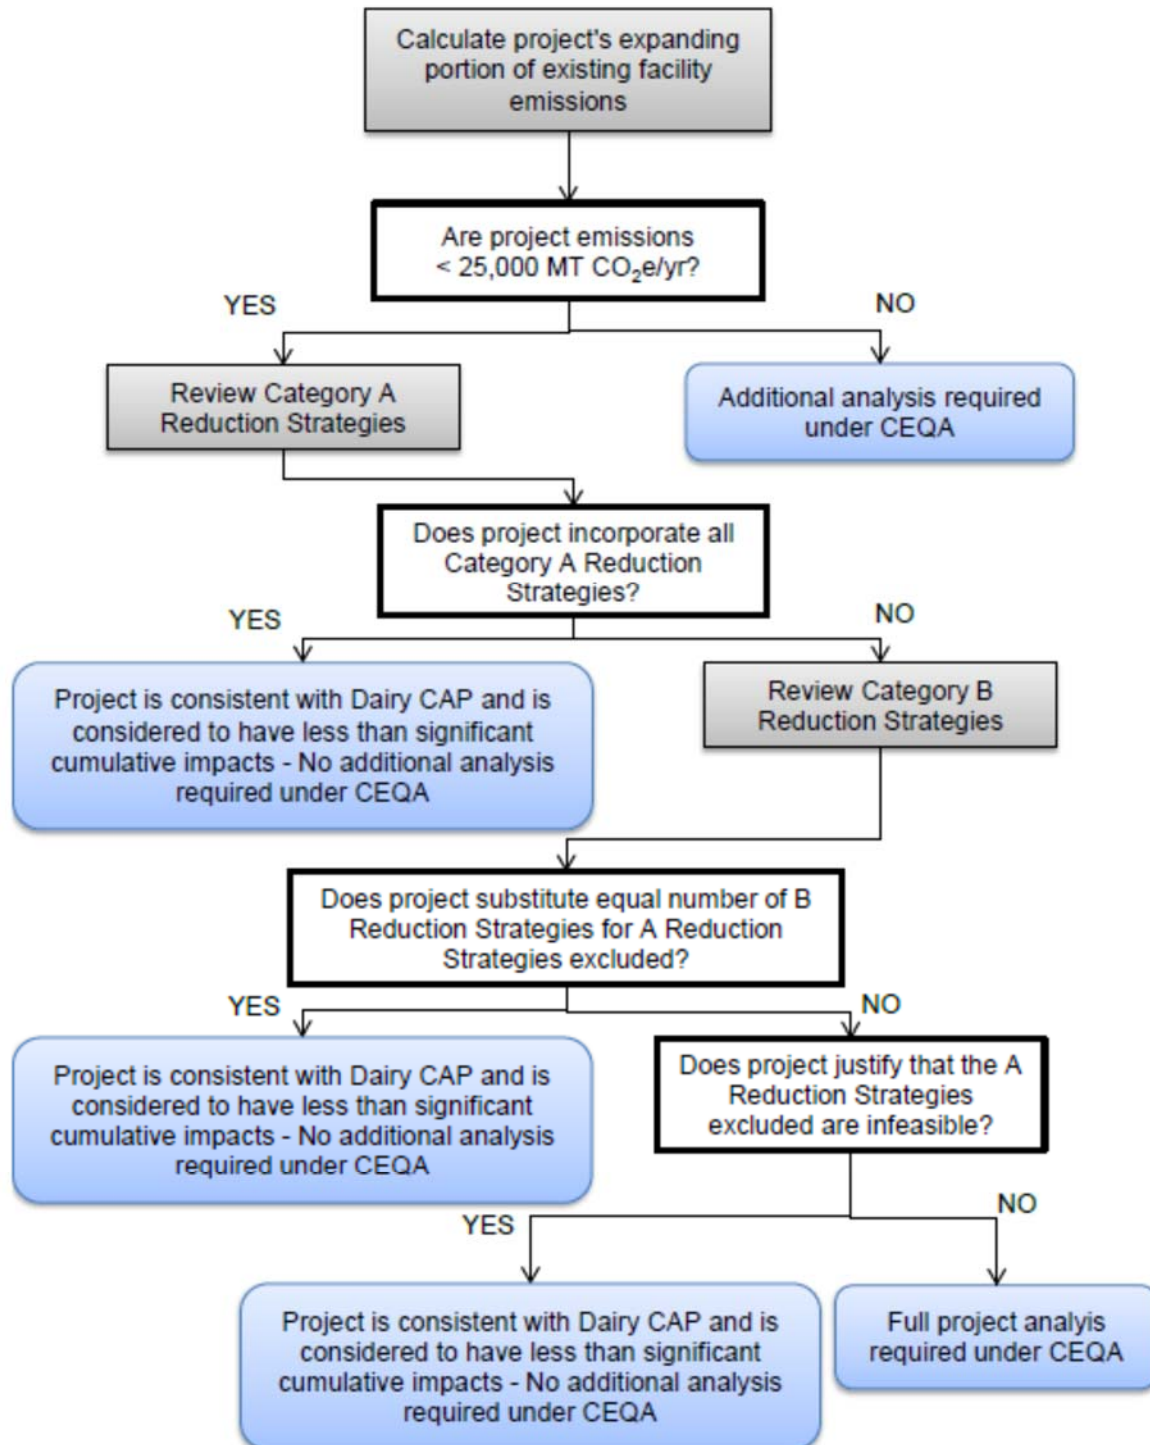 Calculate project's expanding
portion of existing facility
emissions
Are project emissions
< 25,000 MT CO₂e/yr?
YES
NO
Review Category A
Reduction Strategies
Additional analysis required
under CEQA
Does project incorporate all
Category A Reduction
Strategies?
YES
NO
Project is consistent with Dairy CAP and is
considered to have less than significant
cumulative impacts - No additional analysis
required under CEQA
Review Category B
Reduction Strategies
Does project substitute equal number of B
Reduction Strategies for A Reduction
Strategies excluded?
YES
NO
Project is consistent with Dairy CAP and is
considered to have less than significant
cumulative impacts - No additional analysis
required under CEQA
Does project justify that the A
Reduction Strategies
excluded are infeasible?
YES
NO
Project is consistent with Dairy CAP and is
considered to have less than significant
cumulative impacts - No additional analysis
required under CEQA
Full project analyis
required under CEQA